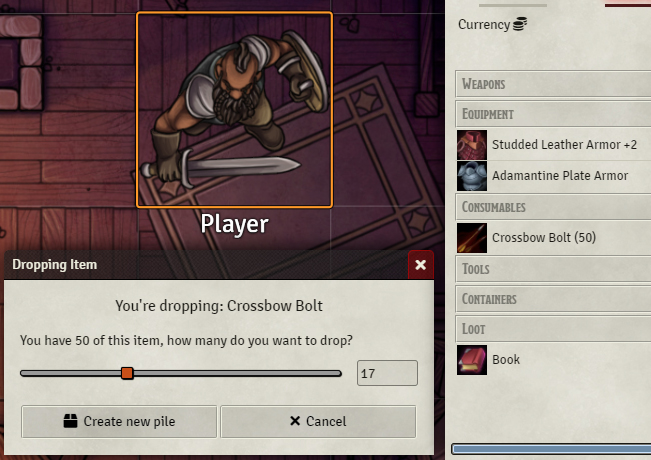 Player
Dropping Item
You're dropping: Crossbow Bolt
You have 50 of this item, how many do you want to drop?
17
Create new pile
Cancel
Currency
Weapons
Equipment
Studded Leather Armor +2
Adamantine Plate Armor
Consumables
Crossbow Bolt (50)
Tools
Containers
Loot
Book